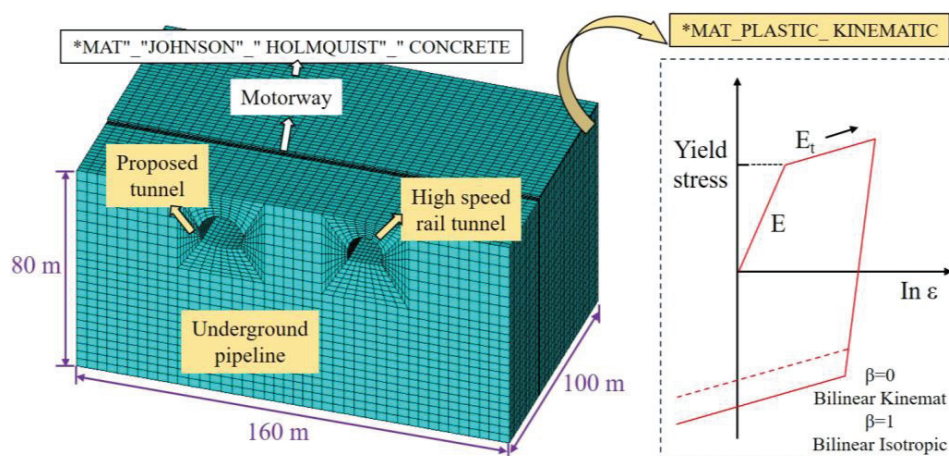 *MAT"_"JOHNSON"_" HOLMQUIST"_" CONCRETE
*MAT_PLASTIC_ KINEMATIC
Motorway
Proposed
tunnel
High speed
rail tunnel
80 m
Underground
pipeline
160 m
100 m
Yield
stress
E
Et
In ε
β=0
Bilinear Kinemat
β=1
Bilinear Isotropic